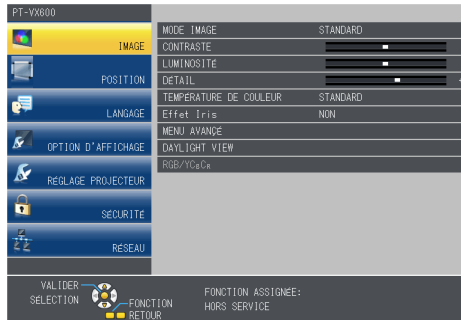 PT-VX600
IMAGE
POSITION
LANGAGE
OPTION D'AFFICHAGE
RÉGLAGE PROJECTEUR
SÉCURITÉ
RÉSEAU
MODE IMAGE STANDARD
CONTRASTE
LUMINOSITÉ
DÉTAIL
TEMPÉRATURE DE COULEUR STANDARD
Effet Iris NON
MENU AVANÇÉ
DAYLIGHT VIEW
RGB/YCBCR
VALIDER
SÉLECTION
FONCTION
RETOUR
FONCTION ASSIGNÉE:
HORS SERVICE